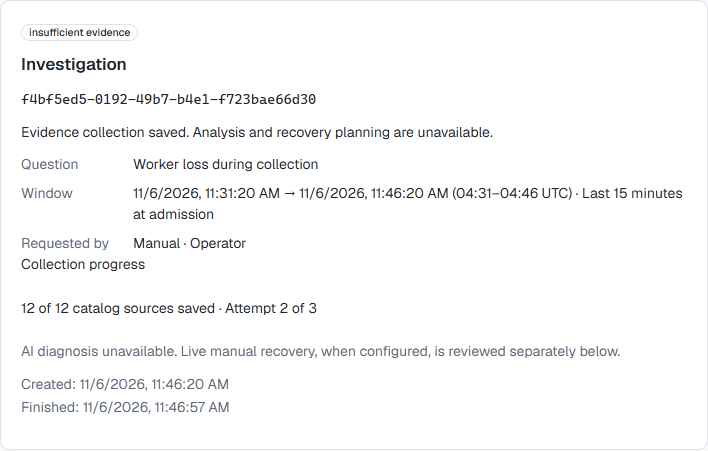 insufficient evidence
Investigation
f4bf5ed5-0192-49b7-b4e1-f723bae66d30
Evidence collection saved. Analysis and recovery planning are unavailable.
Question Worker loss during collection
Window 11/6/2026, 11:31:20 AM → 11/6/2026, 11:46:20 AM (04:31–04:46 UTC) · Last 15 minutes
at admission
Requested by Manual · Operator
Collection progress
12 of 12 catalog sources saved · Attempt 2 of 3
AI diagnosis unavailable. Live manual recovery, when configured, is reviewed separately below.
Created: 11/6/2026, 11:46:20 AM
Finished: 11/6/2026, 11:46:57 AM